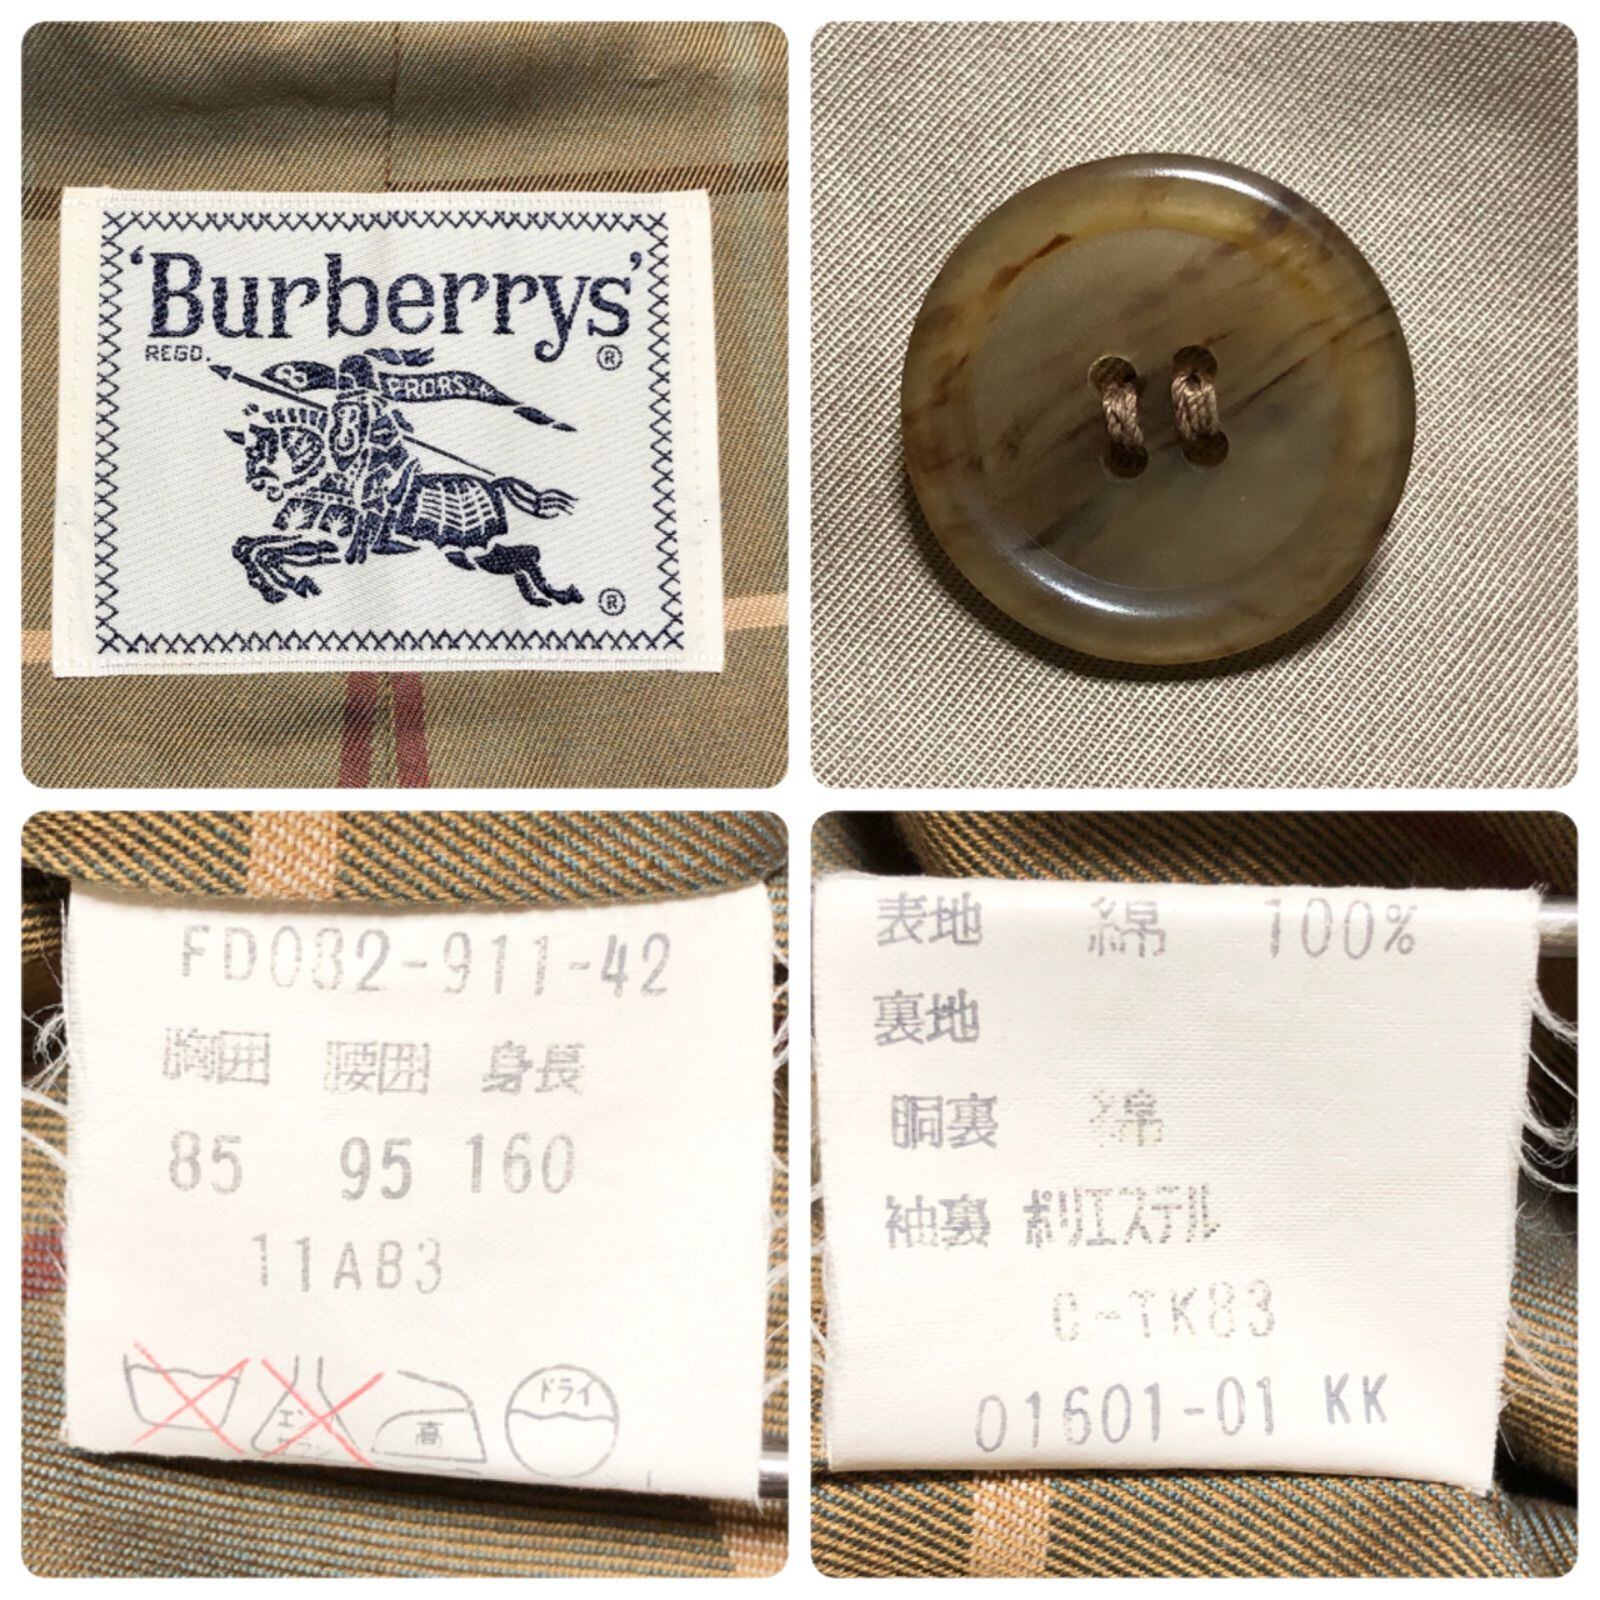 'Burberrys'
REGD. ®
PRORSUM
®
FD032-911-42
胸囲 腰囲 身長
85 95 160
11AB3
高 ドライ
表地 綿 100%
裏地
胴裏 綿
袖裏 ポリエステル
C-TK83
01601-01 KK